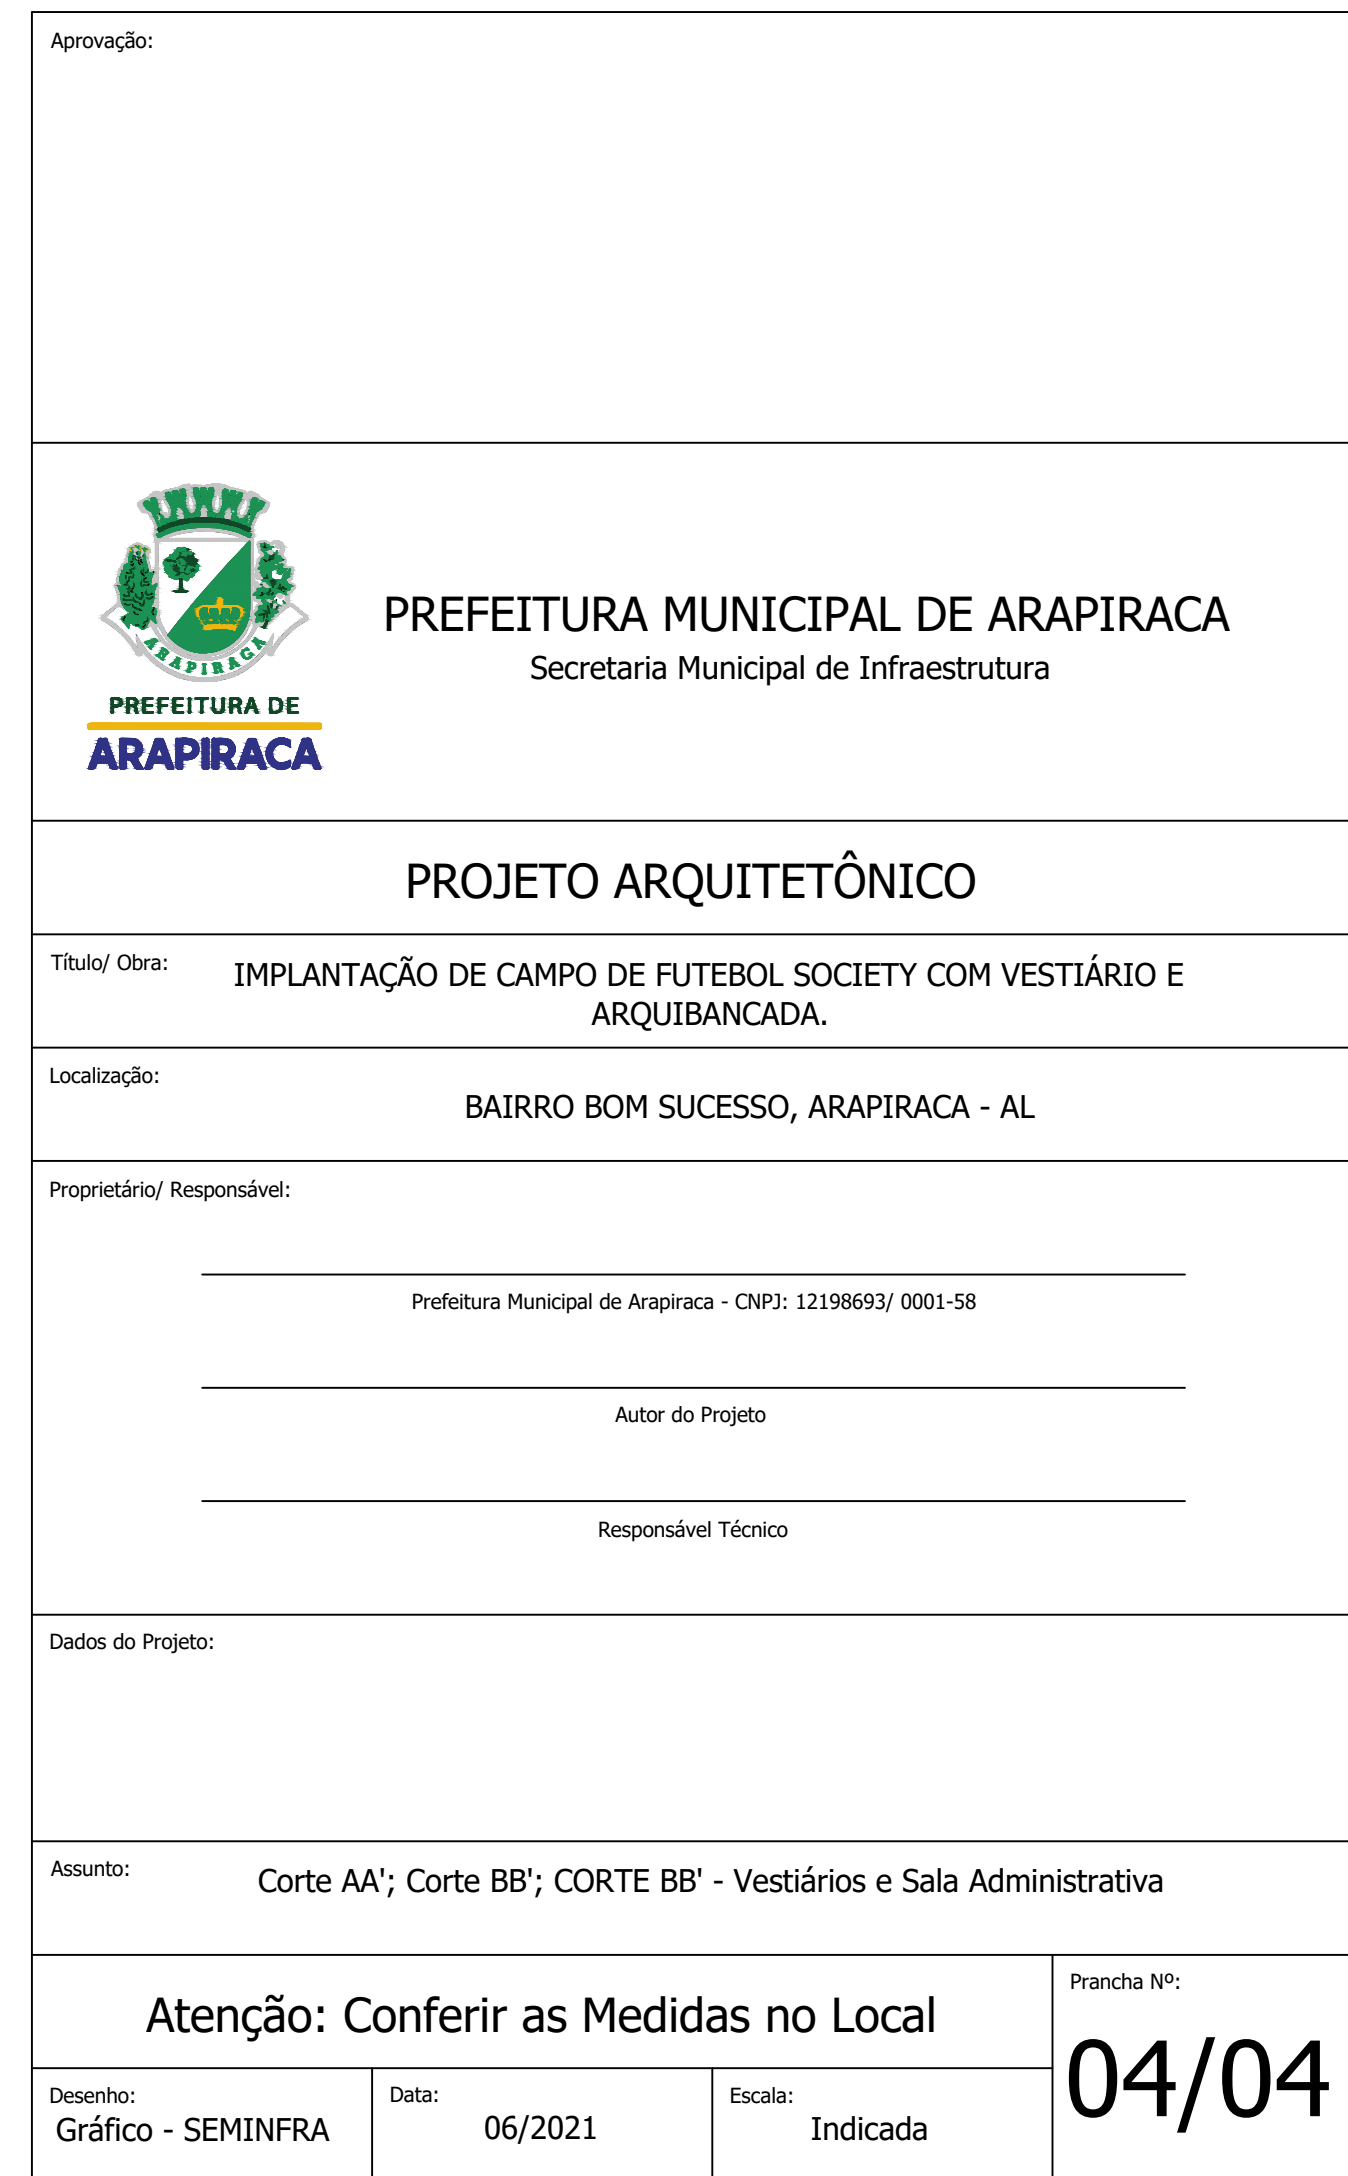 Aprovação:
ARAPIRACA
PREFEITURA DE
ARAPIRACA
PREFEITURA MUNICIPAL DE ARAPIRACA
Secretaria Municipal de Infraestrutura
PROJETO ARQUITETÔNICO
Título/ Obra:
IMPLANTAÇÃO DE CAMPO DE FUTEBOL SOCIETY COM VESTIÁRIO E
ARQUIBANCADA.
Localização:
BAIRRO BOM SUCESSO, ARAPIRACA - AL
Proprietário/ Responsável:
Prefeitura Municipal de Arapiraca - CNPJ: 12198693/ 0001-58
Autor do Projeto
Responsável Técnico
Dados do Projeto:
Assunto:
Corte AA'; Corte BB'; CORTE BB' - Vestiários e Sala Administrativa
Atenção: Conferir as Medidas no Local
Prancha Nº:
04/04
Desenho:
Gráfico - SEMINFRA
Data:
06/2021
Escala:
Indicada